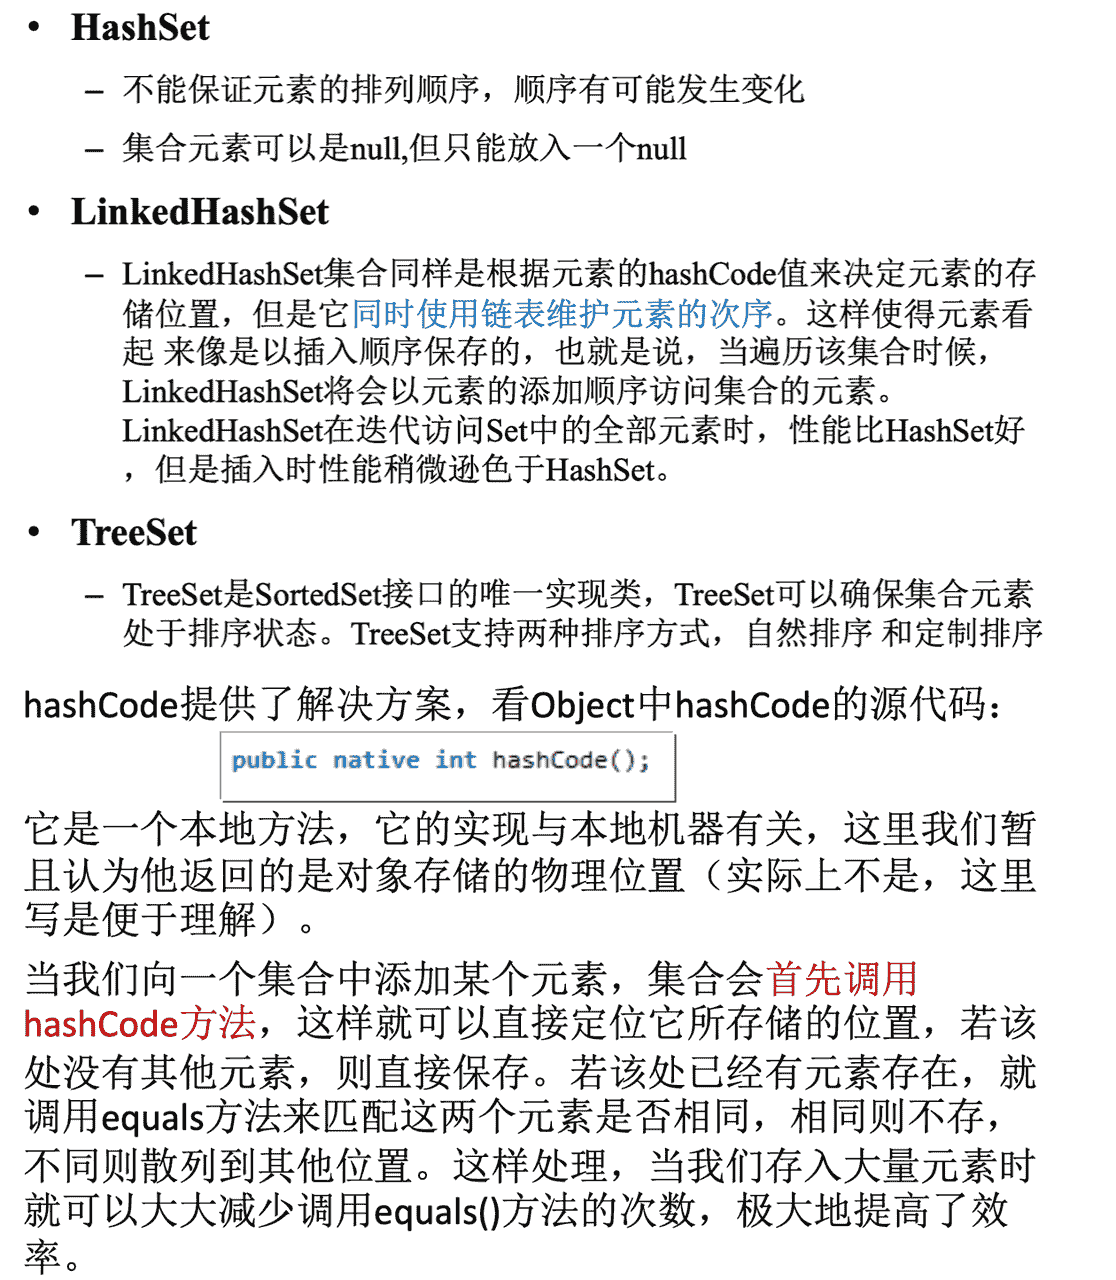 • HashSet
– 不能保证元素的排列顺序，顺序有可能发生变化
– 集合元素可以是null,但只能放入一个null
• LinkedHashSet
– LinkedHashSet集合同样是根据元素的hashCode值来决定元素的存
储位置，但是它同时使用链表维护元素的次序。这样使得元素看
起 来像是以插入顺序保存的，也就是说，当遍历该集合时候，
LinkedHashSet将会以元素的添加顺序访问集合的元素。
LinkedHashSet在迭代访问Set中的全部元素时，性能比HashSet好
，但是插入时性能稍微逊色于HashSet。
• TreeSet
– TreeSet是SortedSet接口的唯一实现类，TreeSet可以确保集合元素
处于排序状态。TreeSet支持两种排序方式，自然排序 和定制排序
hashCode提供了解决方案，看Object中hashCode的源代码：
public native int hashCode();
它是一个本地方法，它的实现与本地机器有关，这里我们暂
且认为他返回的是对象存储的物理位置（实际上不是，这里
写是便于理解）。
当我们向一个集合中添加某个元素，集合会首先调用
hashCode方法，这样就可以直接定位它所存储的位置，若该
处没有其他元素，则直接保存。若该处已经有元素存在，就
调用equals方法来匹配这两个元素是否相同，相同则不存，
不同则散列到其他位置。这样处理，当我们存入大量元素时
就可以大大减少调用equals()方法的次数，极大地提高了效
率。